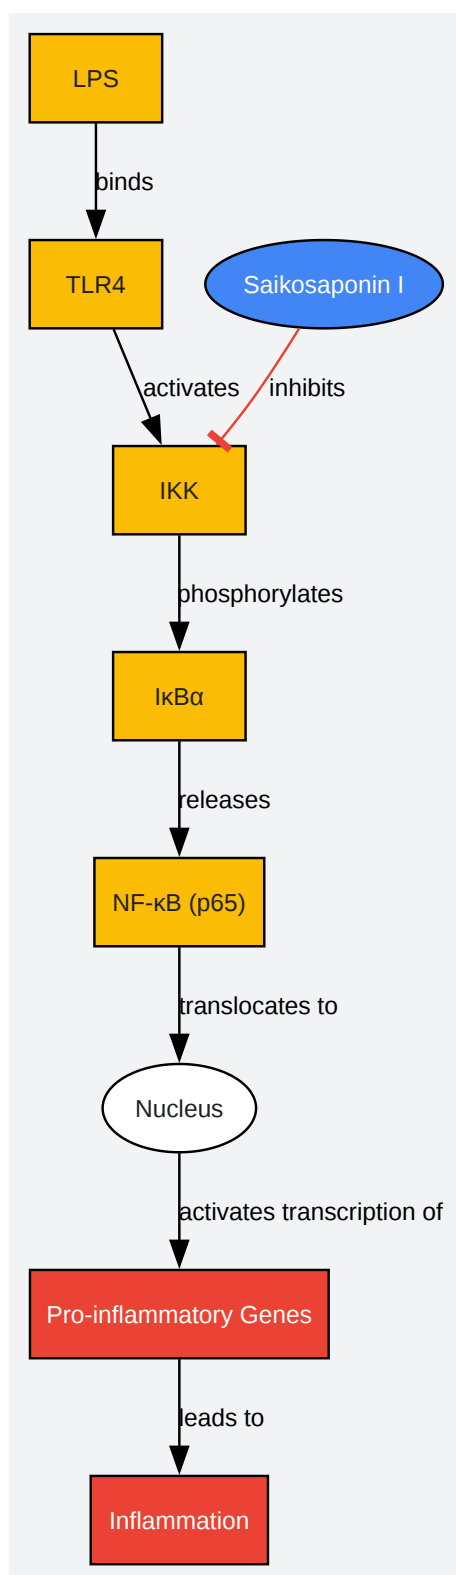 LPS
binds
TLR4
Saikosaponin I
activates
inhibits
IKK
phosphorylates
IκBα
releases
NF-κB (p65)
translocates to
Nucleus
activates transcription of
Pro-inflammatory Genes
leads to
Inflammation